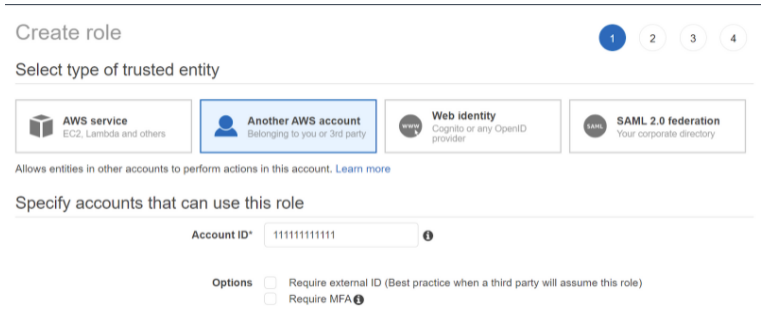 Create role
1 2 3 4
Select type of trusted entity
AWS service
EC2, Lambda and others
Another AWS account
Belonging to you or 3rd party
www
Web identity
Cognito or any OpenID
provider
SAML
SAML 2.0 federation
Your corporate directory
Allows entities in other accounts to perform actions in this account. Learn more
Specify accounts that can use this role
Account ID* 111111111111
Options Require external ID (Best practice when a third party will assume this role)
Require MFA